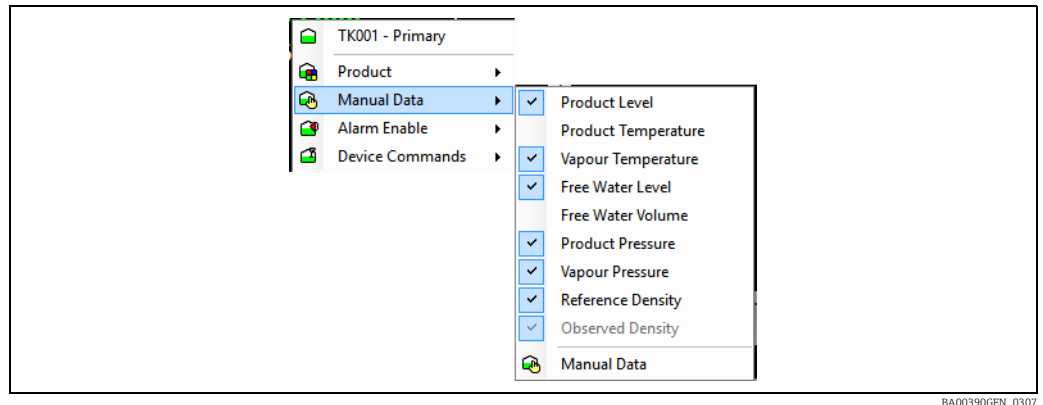 TK001 - Primary
Product
Manual Data
Alarm Enable
Device Commands
Product Level
Product Temperature
Vapour Temperature
Free Water Level
Free Water Volume
Product Pressure
Vapour Pressure
Reference Density
Observed Density
Manual Data
BA00390GEN_0307